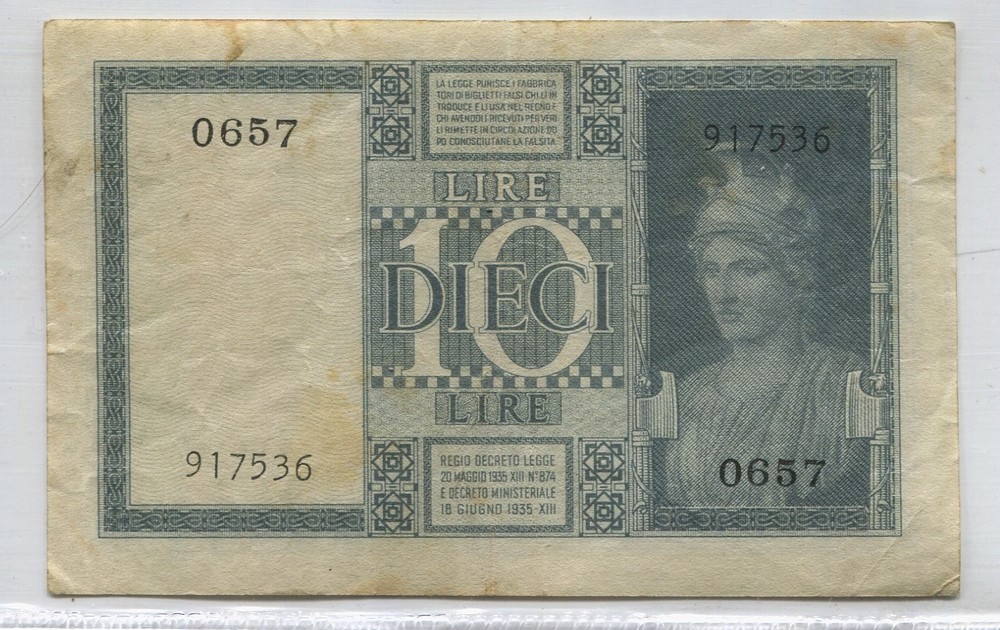 0657
917536
LA LEGGE PUNISCE I FABBRICA
TORI DI BIGLIETTI FALSI CHI LI IN
TRODUCE E LI USA NEL REGNO E
CHI AVENDOLI RICEVUTI PER VERI
LI RIMETTE IN CIRCOLAZIONE DO
PO CONOSCIUTANE LA FALSITÀ
LIRE
10
DIECI
LIRE
REGIO DECRETO LEGGE
20 MAGGIO 1935 XIII N° 874
E DECRETO MINISTERIALE
18 GIUGNO 1935-XIII
917536
0657